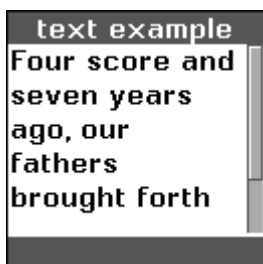 text example
Four score and
seven years
ago, our
fathers
brought forth